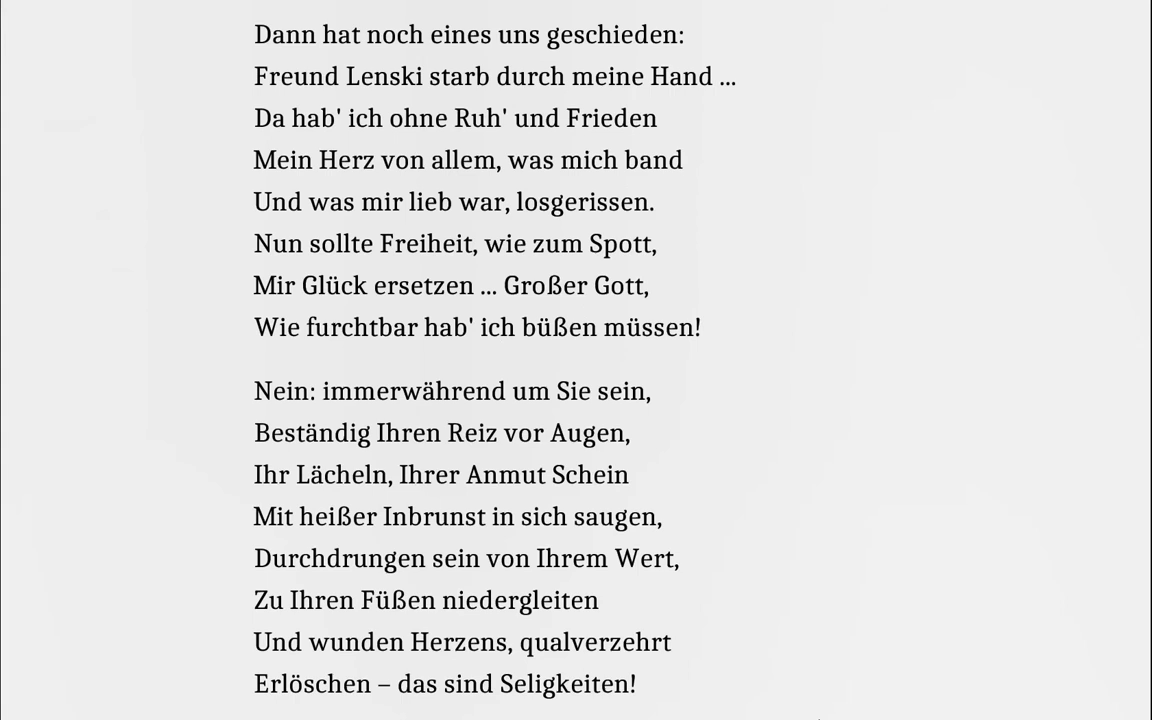 Dann hat noch eines uns geschieden:
Freund Lenski starb durch meine Hand ...
Da hab' ich ohne Ruh' und Frieden
Mein Herz von allem, was mich band
Und was mir lieb war, losgerissen.
Nun sollte Freiheit, wie zum Spott,
Mir Glück ersetzen ... Großer Gott,
Wie furchtbar hab' ich büßen müssen!
Nein: immerwährend um Sie sein,
Beständig Ihren Reiz vor Augen,
Ihr Lächeln, Ihrer Anmut Schein
Mit heißer Inbrunst in sich saugen,
Durchdrungen sein von Ihrem Wert,
Zu Ihren Füßen niedergleiten
Und wunden Herzens, qualverzehrt
Erlöschen – das sind Seligkeiten!